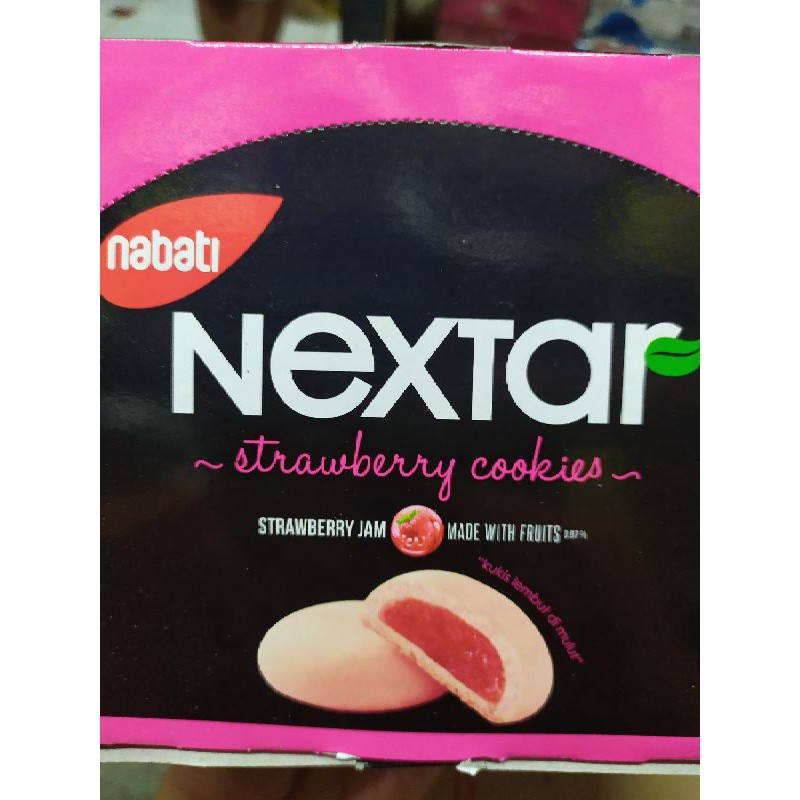 nabati
Nextar
~ strawberry cookies ~
STRAWBERRY JAM MADE WITH FRUITS
"kukis lembut di mulut"